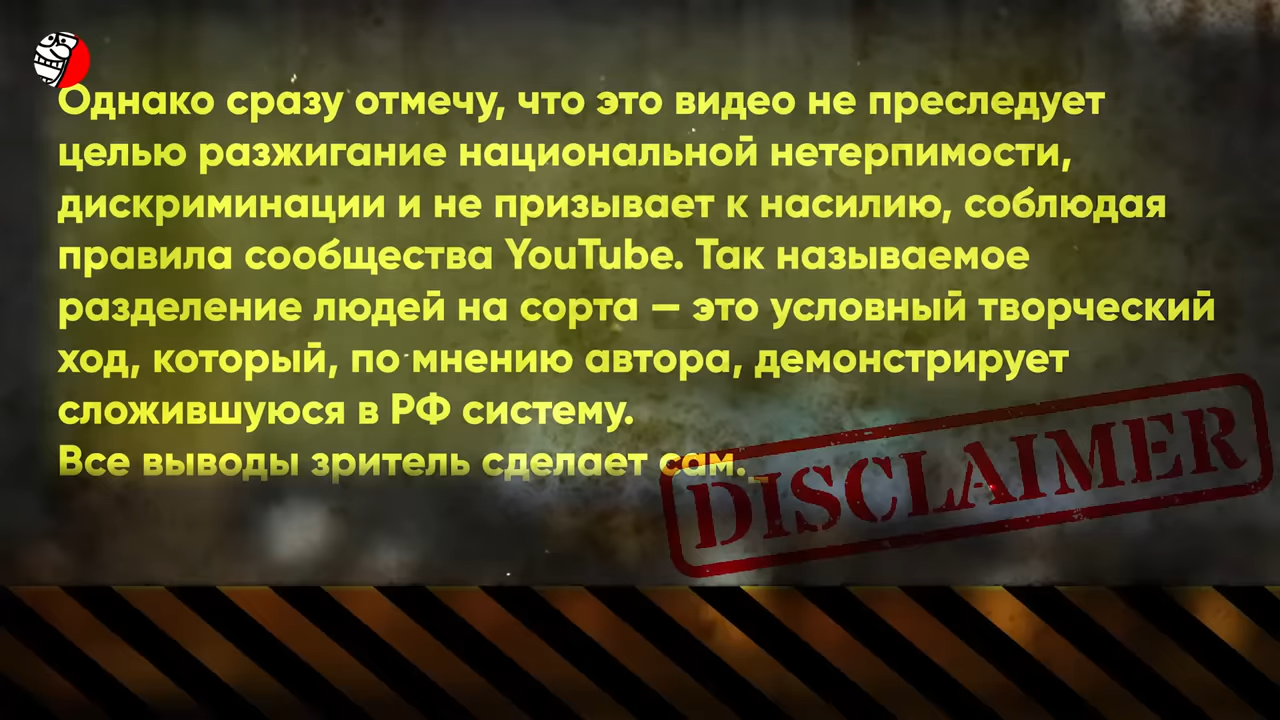 Однако сразу отмечу, что это видео не преследует
целью разжигание национальной нетерпимости,
дискриминации и не призывает к насилию, соблюдая
правила сообщества YouTube. Так называемое
разделение людей на сорта — это условный творческий
ход, который, по мнению автора, демонстрирует
сложившуюся в РФ систему.
Все выводы зритель сделает сам._
DISCLAIMER